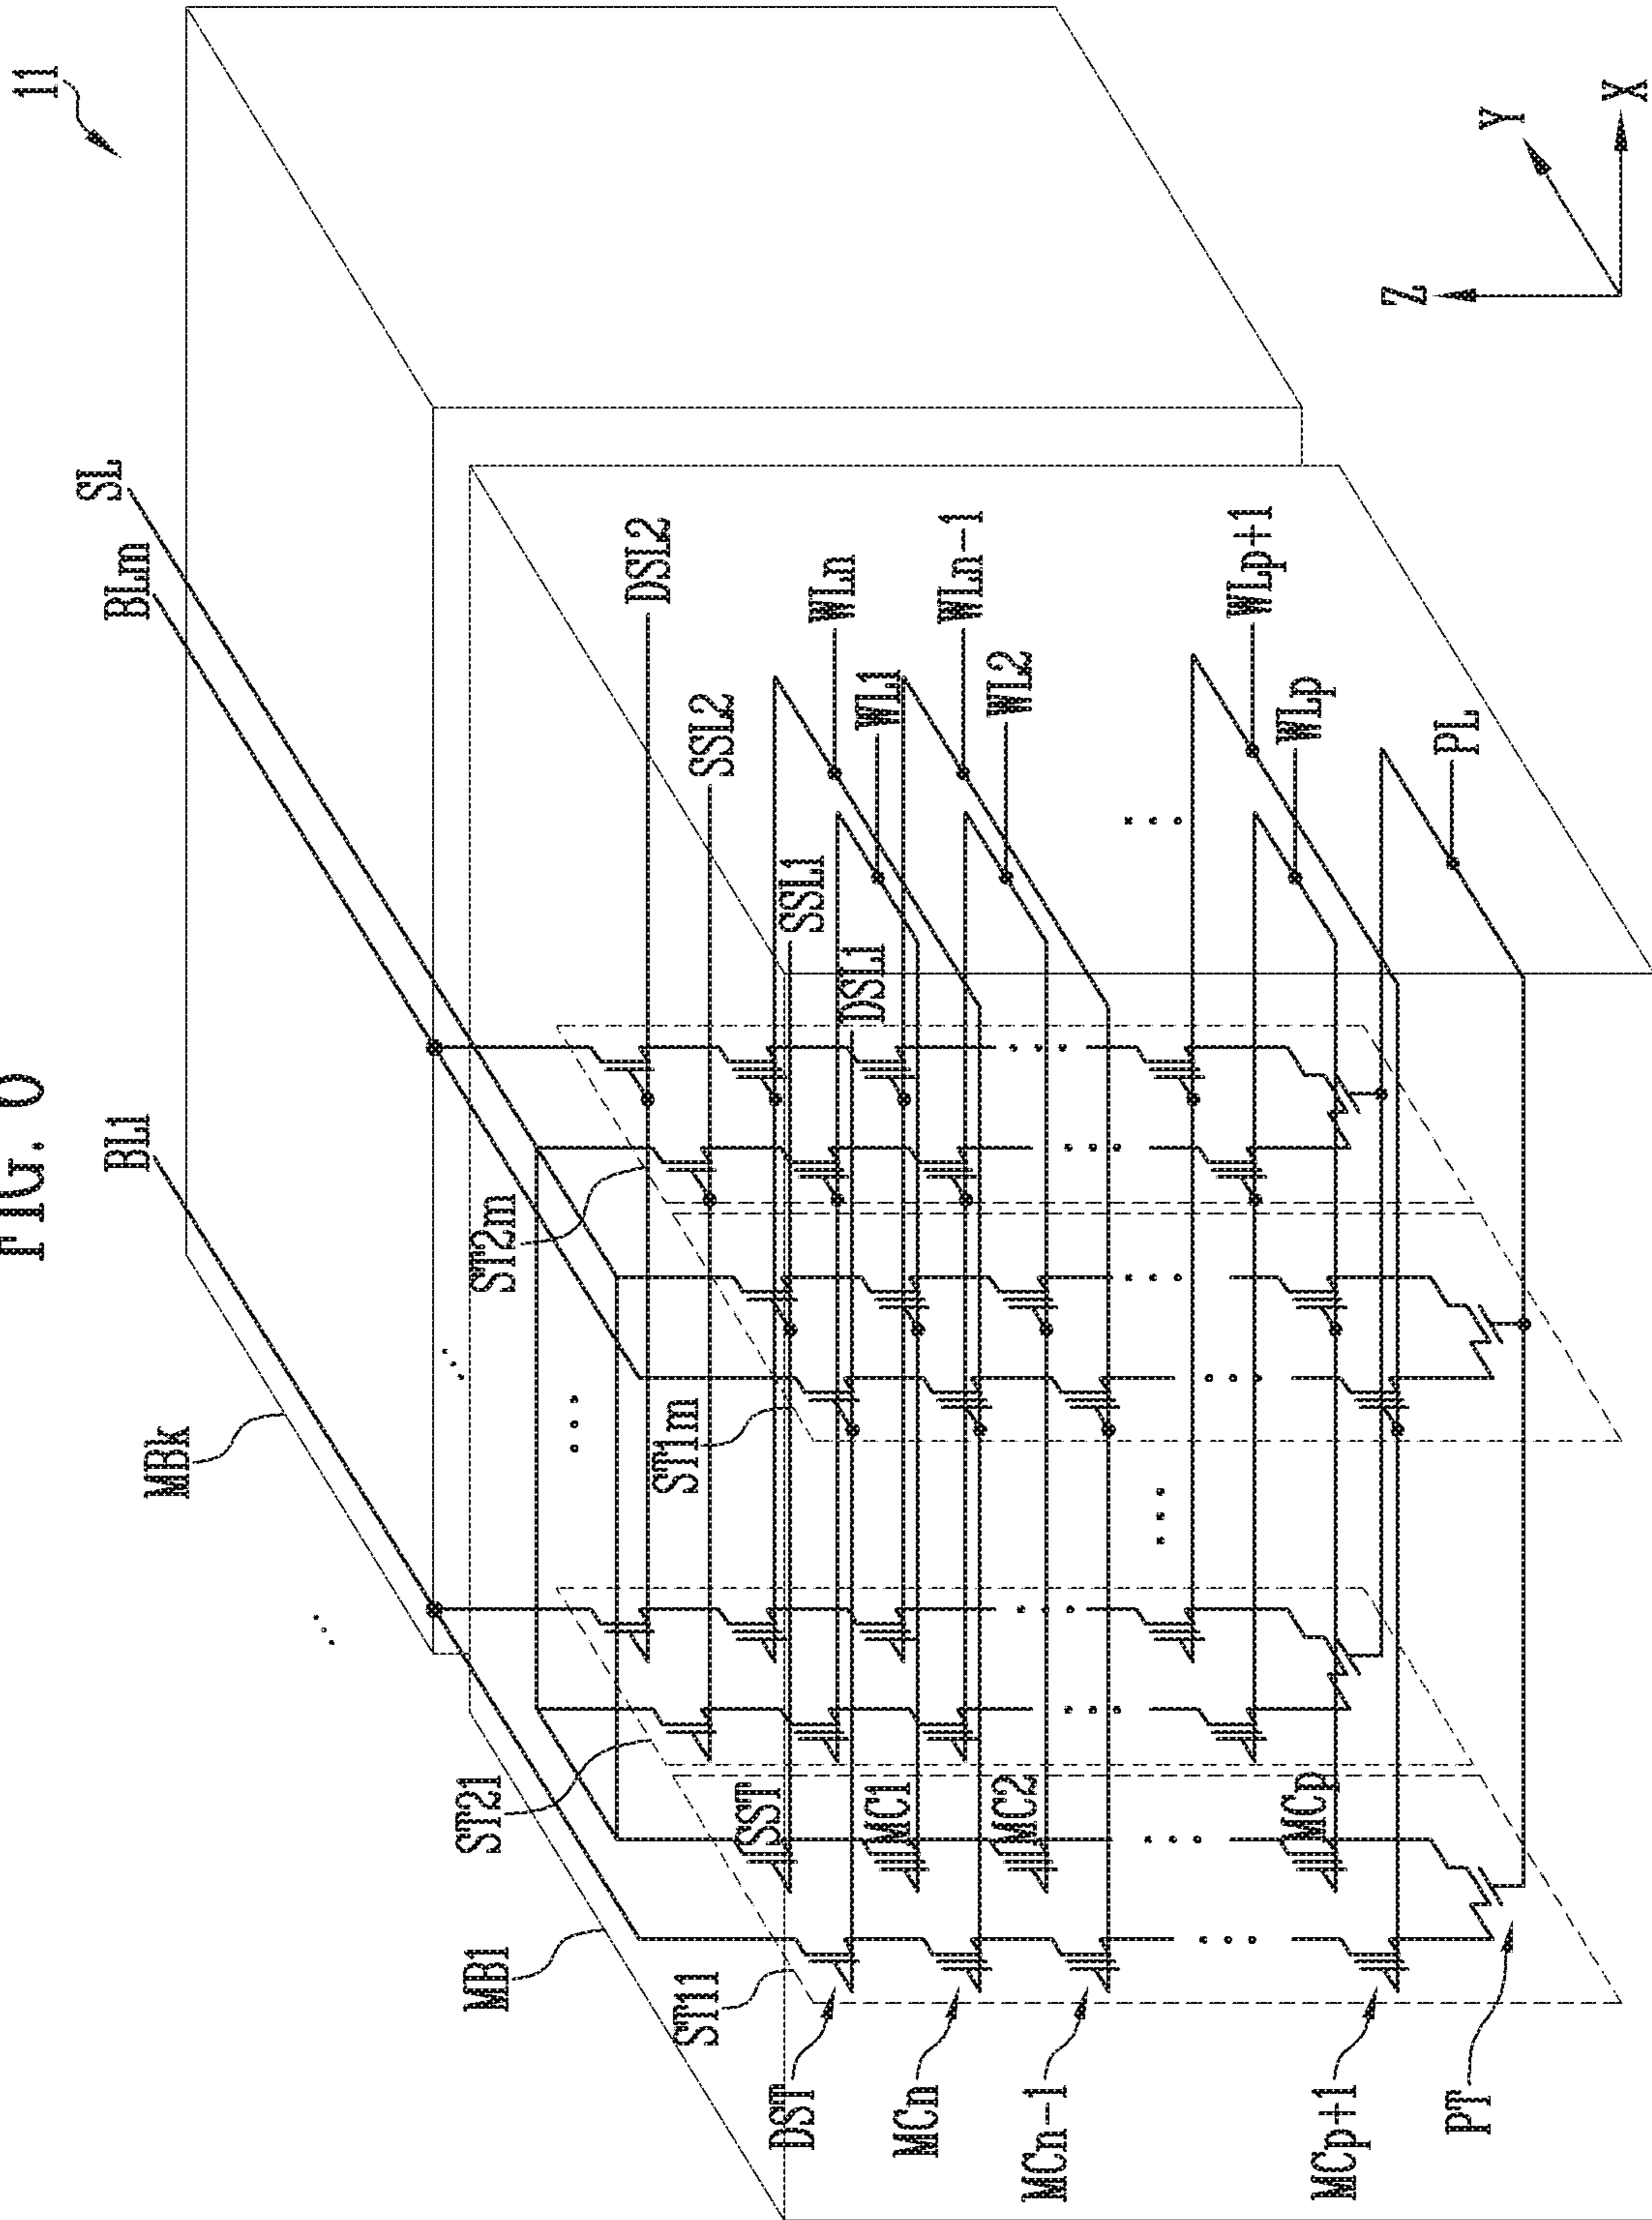 FIG.
11
BL1
BLm
SL
MBk
MB1
ST21
ST2m
ST11
ST1m
DSL2
SSL2
SSL1
DSL1
SST
DST
WLn
WL1
MC1
MCn
WLn-1
WL2
MC2
MCn-1
WLp+1
WLp
MCp
MCp+1
PL
PT
Z
Y
X